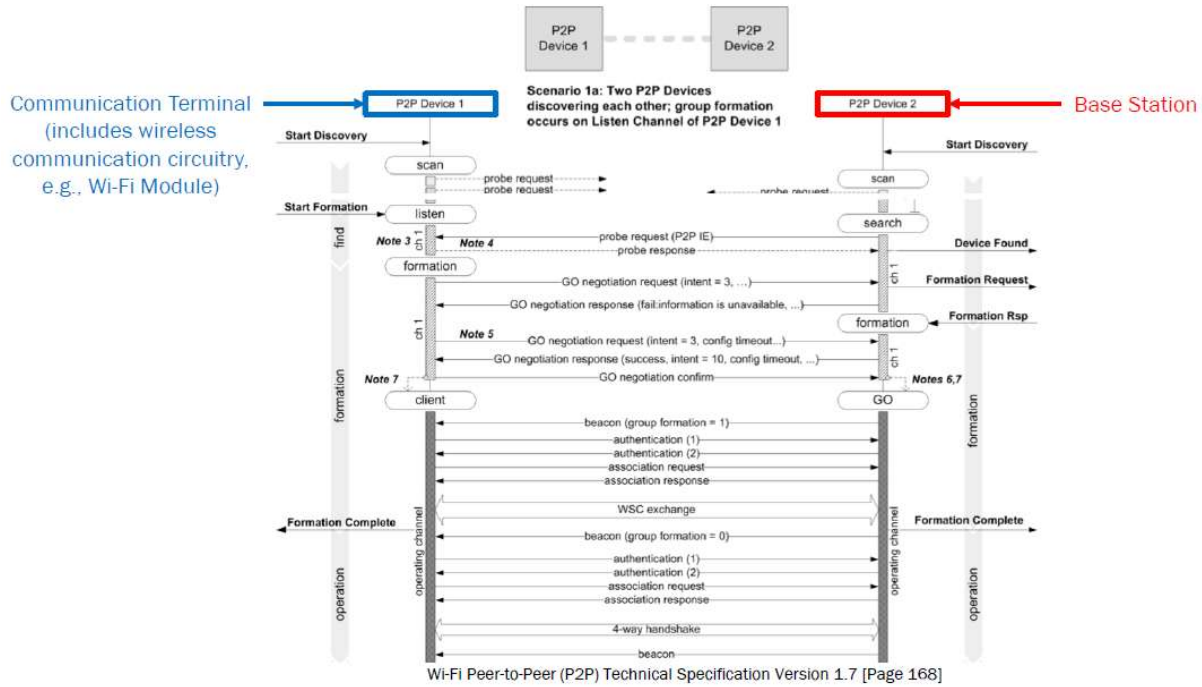 P2P
Device 1
P2P
Device 2
Communication Terminal
(includes wireless
communication circuitry,
e.g., Wi-Fi Module)
P2P Device 1
Scenario 1a: Two P2P Devices
discovering each other; group formation
occurs on Listen Channel of P2P Device 1
P2P Device 2
Base Station
Start Discovery
Start Discovery
scan
scan
probe request
probe request
probe request
Start Formation
listen
search
find
Note 3
ch 1
Note 4
probe request (P2P IE)
probe response
Device Found
formation
ch 1
GO negotiation request (intent = 3, ...)
Formation Request
GO negotiation response (fail:information is unavailable, ...)
formation
Formation Rsp
ch 1
Note 5
GO negotiation request (intent = 3, config timeout...)
GO negotiation response (success, intent = 10, config timeout, ...)
ch 1
Note 7
GO negotiation confirm
Notes 6,7
client
GO
formation
formation
beacon (group formation = 1)
authentication (1)
authentication (2)
association request
association response
WSC exchange
Formation Complete
Formation Complete
beacon (group formation = 0)
operating channel
operating channel
authentication (1)
authentication (2)
association request
association response
operation
operation
4-way handshake
beacon
Wi-Fi Peer-to-Peer (P2P) Technical Specification Version 1.7 [Page 168]